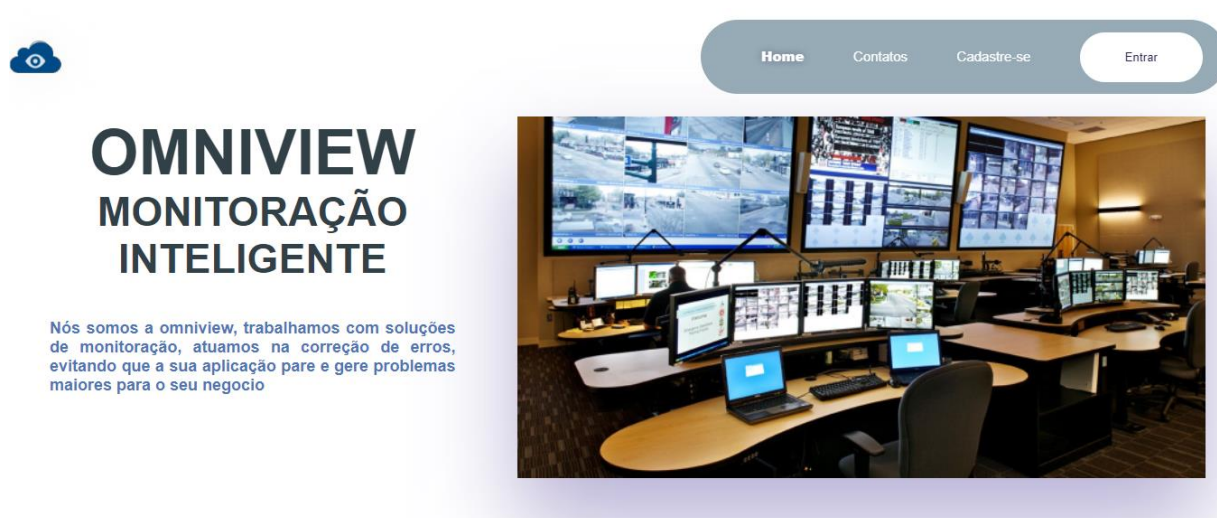 Home Contatos Cadastre-se Entrar
OMNIVIEW
MONITORAÇÃO
INTELIGENTE
Nós somos a omniview, trabalhamos com soluções
de monitoração, atuamos na correção de erros,
evitando que a sua aplicação pare e gere problemas
maiores para o seu negocio